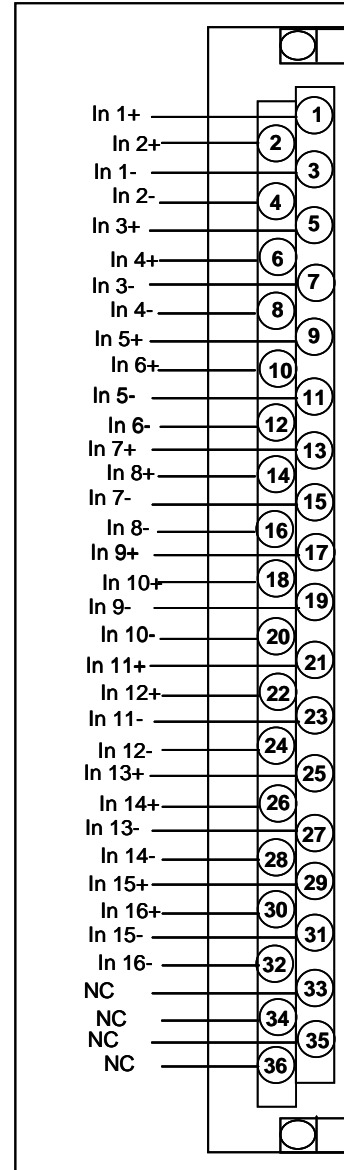 In 1+ 1
In 2+ 2
In 1- 3
In 2- 4
In 3+ 5
In 4+ 6
In 3- 7
In 4- 8
In 5+ 9
In 6+ 10
In 5- 11
In 6- 12
In 7+ 13
In 8+ 14
In 7- 15
In 8- 16
In 9+ 17
In 10+ 18
In 9- 19
In 10- 20
In 11+ 21
In 12+ 22
In 11- 23
In 12- 24
In 13+ 25
In 14+ 26
In 13- 27
In 14- 28
In 15+ 29
In 16+ 30
In 15- 31
In 16- 32
NC 33
NC 34
NC 35
NC 36